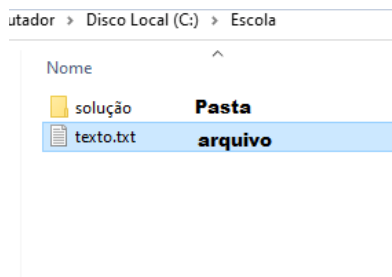 utador > Disco Local (C:) > Escola
Nome
solução Pasta
texto.txt arquivo